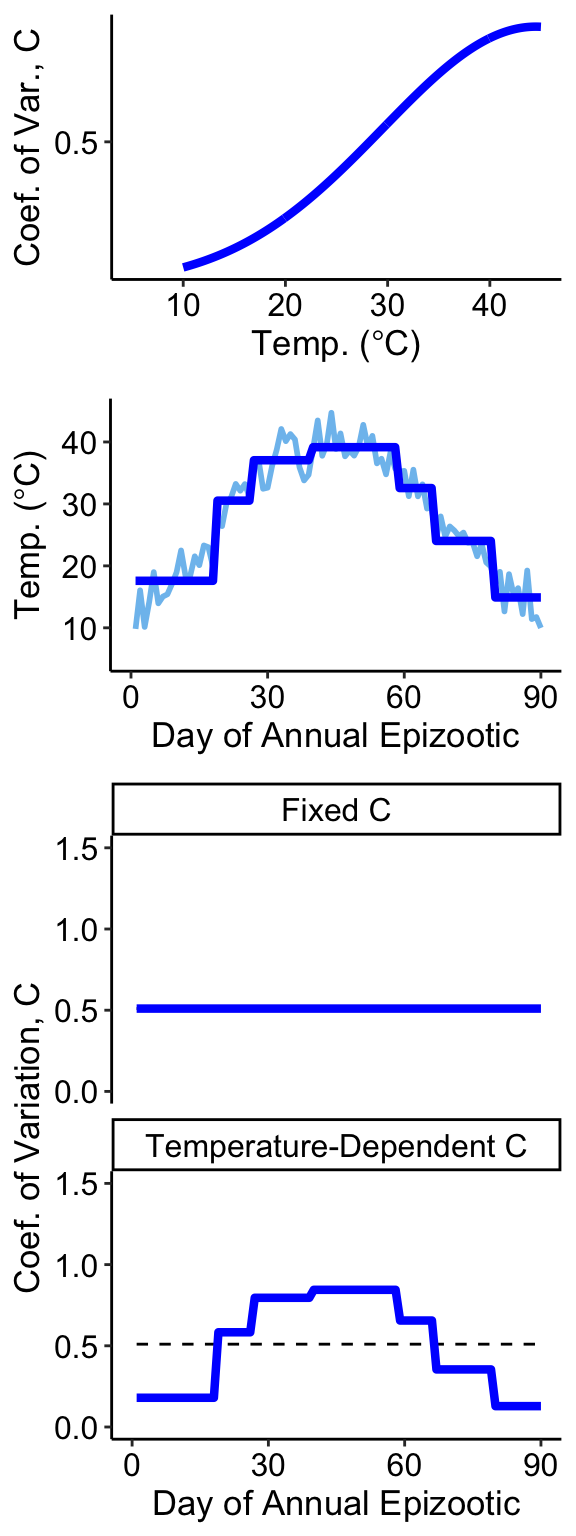 Coef. of Var., C
0.5
10 20 30 40
Temp. (°C)
Temp. (°C)
40
30
20
10
0 30 60 90
Day of Annual Epizootic
Coef. of Variation, C
Fixed C
1.5
1.0
0.5
0.0
Temperature-Dependent C
1.5
1.0
0.5
0.0
0 30 60 90
Day of Annual Epizootic